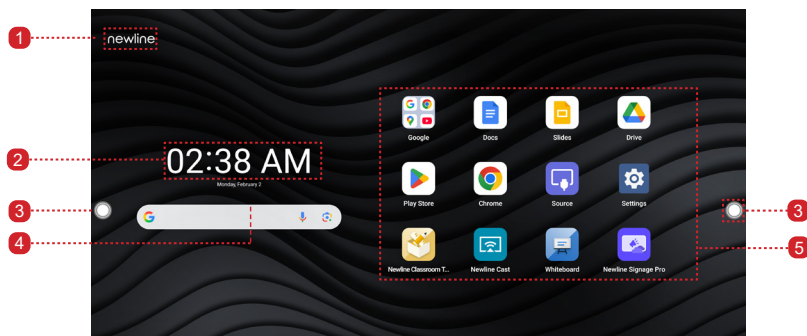 1
newline
2
02:38 AM
Monday, February 2
3
4
Google
Docs
Slides
Drive
Play Store
Chrome
Source
Settings
Newline Classroom T...
Newline Cast
Whiteboard
Newline Signage Pro
3
5